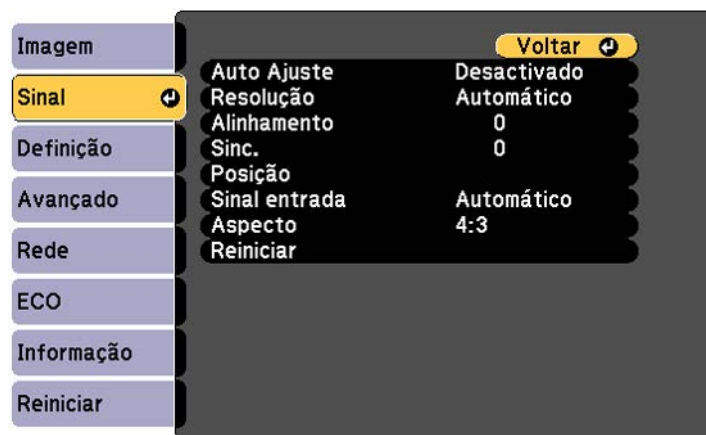 Imagem
Sinal
Definição
Avançado
Rede
ECO
Informação
Reiniciar
Voltar
Auto Ajuste Desactivado
Resolução Automático
Alinhamento 0
Sinc. 0
Posição
Sinal entrada Automático
Aspecto 4:3
Reiniciar